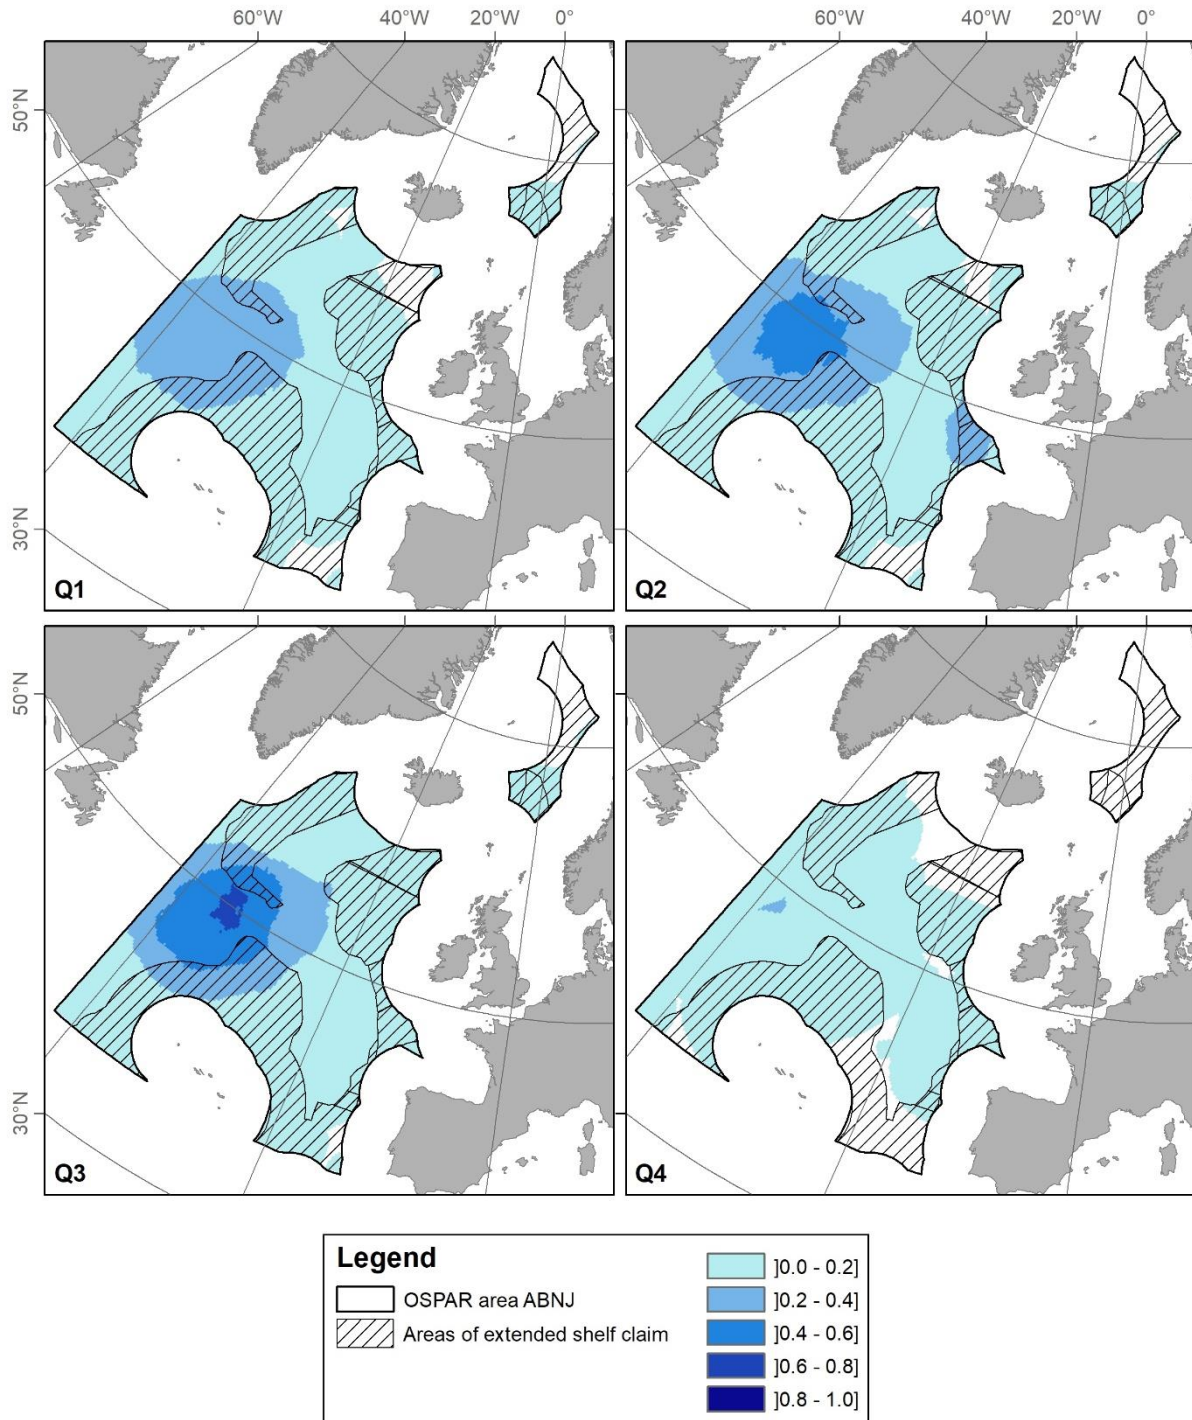 60°W 40°W 20°W 0° 60°W 40°W 20°W 0°
50°N
30°N
Q1 Q2
50°N
30°N
Q3 Q4
Legend
OSPAR area ABNJ
Areas of extended shelf claim
]0.0 - 0.2]
]0.2 - 0.4]
]0.4 - 0.6]
]0.6 - 0.8]
]0.8 - 1.0]